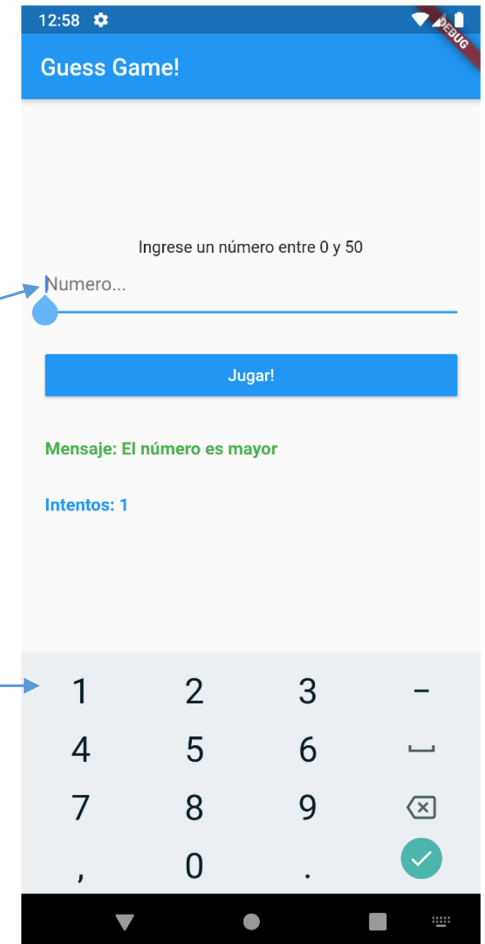 12:58
DEBUG
Guess Game!
Ingrese un número entre 0 y 50
Numero...
Jugar!
Mensaje: El número es mayor
Intentos: 1
1 2 3 -
4 5 6
7 8 9
, 0 .